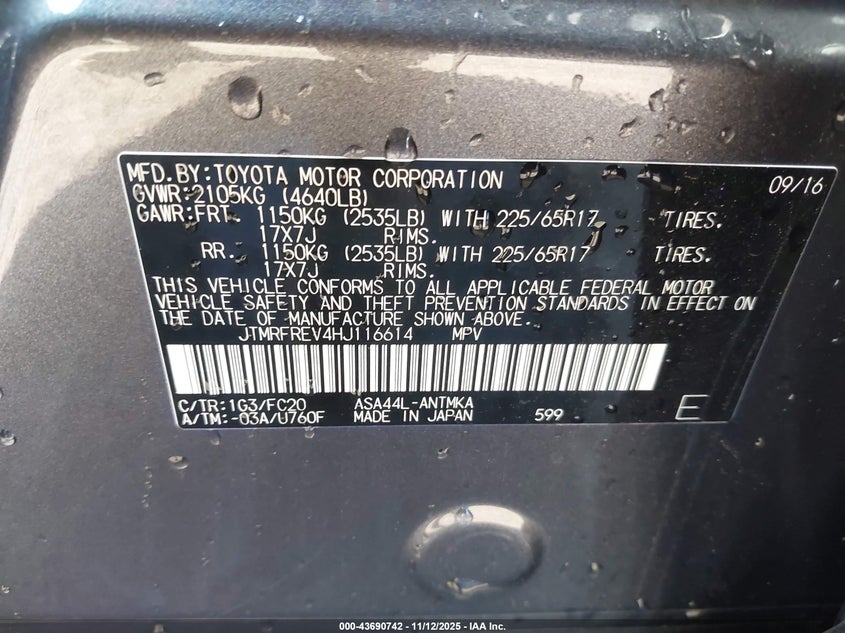 MFD.BY:TOYOTA MOTOR CORPORATION 09/16
GVWR:2105KG (4640LB)
GAWR:FRT. 1150KG (2535LB) WITH 225/65R17 TIRES.
17X7J RIMS.
RR. 1150KG (2535LB) WITH 225/65R17 TIRES.
17X7J RIMS.
THIS VEHICLE CONFORMS TO ALL APPLICABLE FEDERAL MOTOR
VEHICLE SAFETY AND THEFT PREVENTION STANDARDS IN EFFECT ON
THE DATE OF MANUFACTURE SHOWN ABOVE.
JTMRFREV4HJ116614 MPV
C/TR:1G3/FC20 ASA44L-ANTMKA
A/TM:-03A/U760F MADE IN JAPAN 599 E
000-43690742 - 11/12/2025 - IAA Inc.